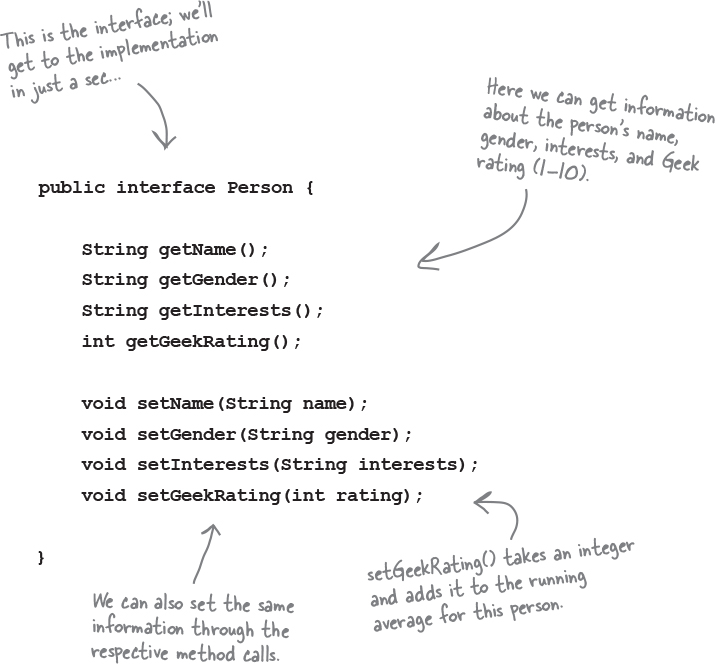 This is the interface; we'll
get to the implementation
in just a sec...
Here we can get information
about the person's name,
gender, interests, and Geek
rating (1-10).
public interface Person {
String getName();
String getGender();
String getInterests();
int getGeekRating();
void setName(String name);
void setGender(String gender);
void setInterests(String interests);
void setGeekRating(int rating);
}
We can also set the same
information through the
respective method calls.
setGeekRating() takes an integer
and adds it to the running
average for this person.